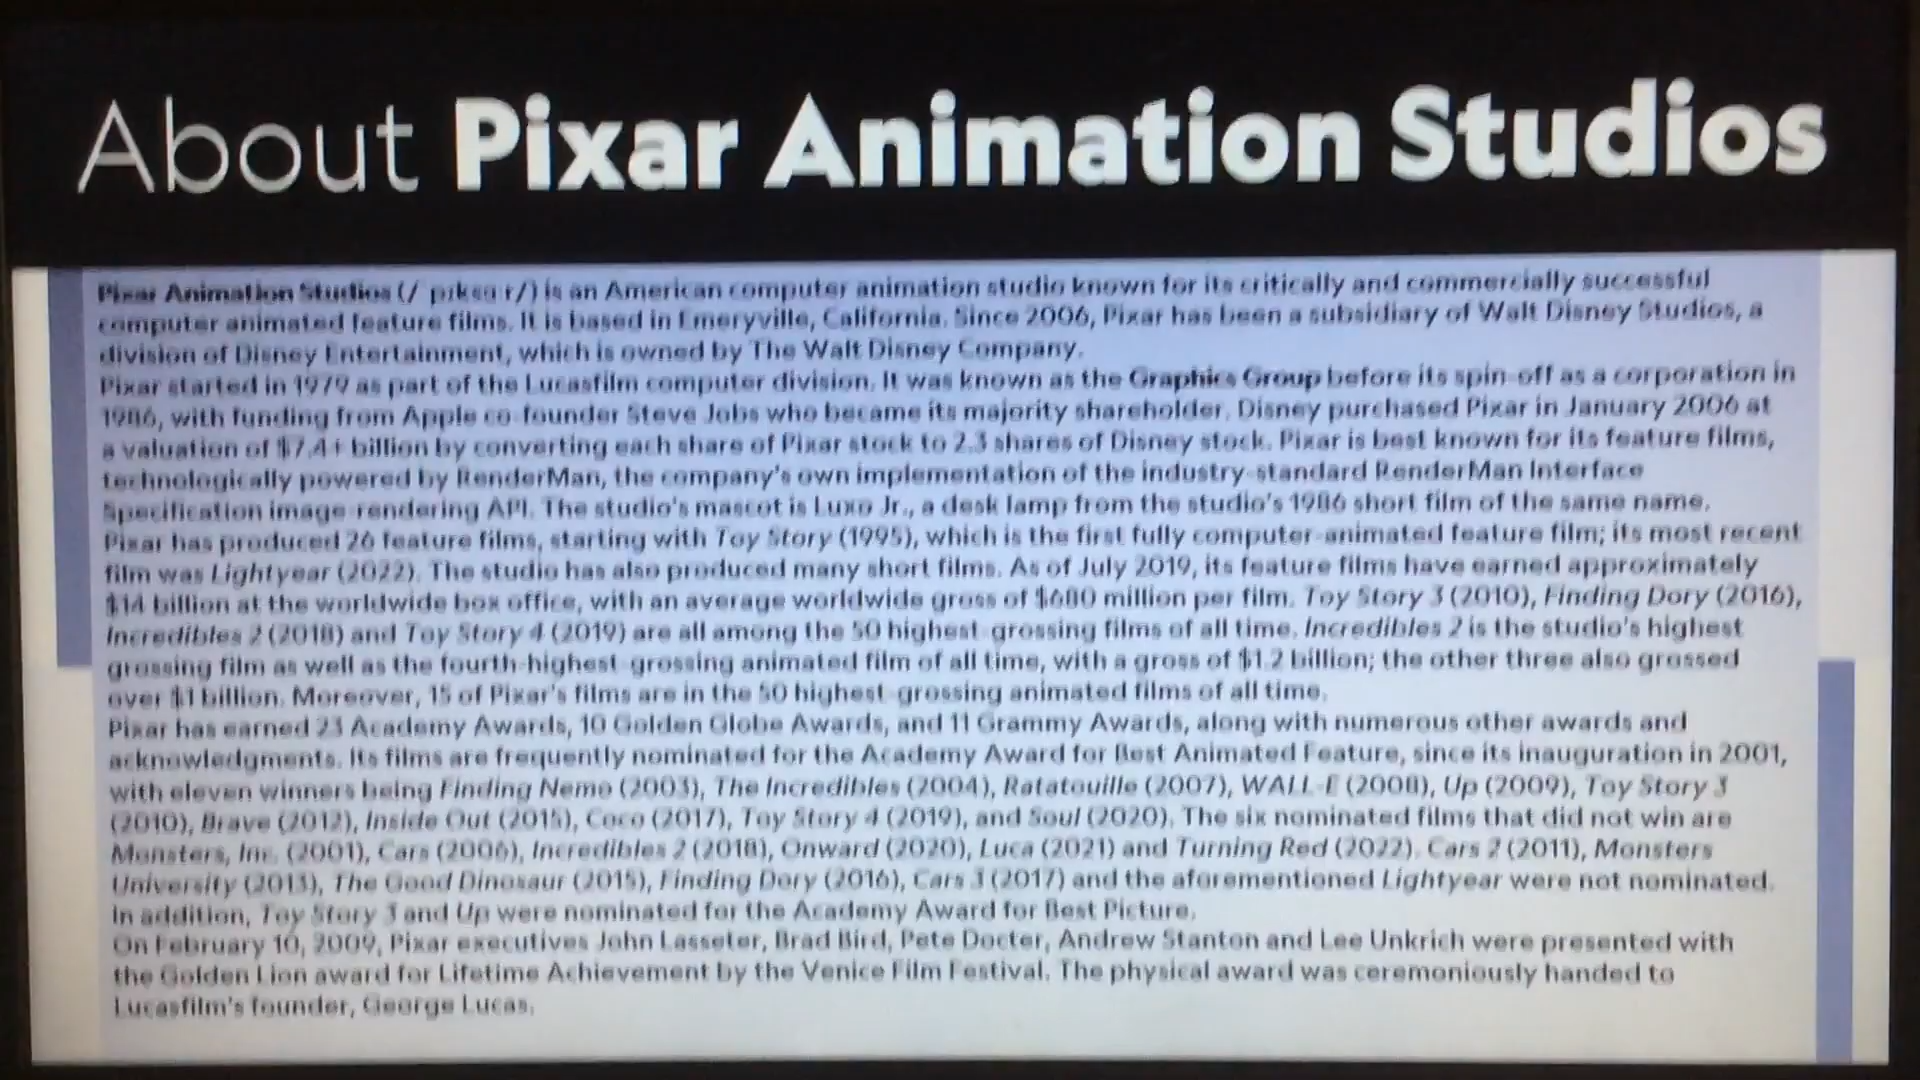 About Pixar Animation Studios
Pixar Animation Studios (/ pɪksɑ r/) is an American computer animation studio known for its critically and commercially successful
computer animated feature films. It is based in Emeryville, California. Since 2006, Pixar has been a subsidiary of Walt Disney Studios, a
division of Disney Entertainment, which is owned by The Walt Disney Company.
Pixar started in 1979 as part of the Lucasfilm computer division. It was known as the Graphics Group before its spin-off as a corporation in
1986, with funding from Apple co-founder Steve Jobs who became its majority shareholder. Disney purchased Pixar in January 2006 at
a valuation of $7.4+ billion by converting each share of Pixar stock to 2.3 shares of Disney stock. Pixar is best known for its feature films,
technologically powered by RenderMan, the company's own implementation of the industry-standard RenderMan Interface
Specification image-rendering API. The studio's mascot is Luxo Jr., a desk lamp from the studio's 1986 short film of the same name.
Pixar has produced 26 feature films, starting with Toy Story (1995), which is the first fully computer-animated feature film; its most recent
film was Lightyear (2022). The studio has also produced many short films. As of July 2019, its feature films have earned approximately
$14 billion at the worldwide box office, with an average worldwide gross of $680 million per film. Toy Story 3 (2010), Finding Dory (2016),
Incredibles 2 (2018) and Toy Story 4 (2019) are all among the 50 highest-grossing films of all time. Incredibles 2 is the studio's highest
grossing film as well as the fourth-highest-grossing animated film of all time, with a gross of $1.2 billion; the other three also grossed
over $1 billion. Moreover, 15 of Pixar's films are in the 50 highest-grossing animated films of all time.
Pixar has earned 23 Academy Awards, 10 Golden Globe Awards, and 11 Grammy Awards, along with numerous other awards and
acknowledgments. Its films are frequently nominated for the Academy Award for Best Animated Feature, since its inauguration in 2001,
with eleven winners being Finding Nemo (2003), The Incredibles (2004), Ratatouille (2007), WALL-E (2008), Up (2009), Toy Story 3
(2010), Brave (2012), Inside Out (2015), Coco (2017), Toy Story 4 (2019), and Soul (2020). The six nominated films that did not win are
Monsters, Inc. (2001), Cars (2006), Incredibles 2 (2018), Onward (2020), Luca (2021) and Turning Red (2022). Cars 2 (2011), Monsters
University (2013), The Good Dinosaur (2015), Finding Dory (2016), Cars 3 (2017) and the aforementioned Lightyear were not nominated.
In addition, Toy Story 3 and Up were nominated for the Academy Award for Best Picture.
On February 10, 2009, Pixar executives John Lasseter, Brad Bird, Pete Docter, Andrew Stanton and Lee Unkrich were presented with
the Golden Lion award for Lifetime Achievement by the Venice Film Festival. The physical award was ceremoniously handed to
Lucasfilm's founder, George Lucas.